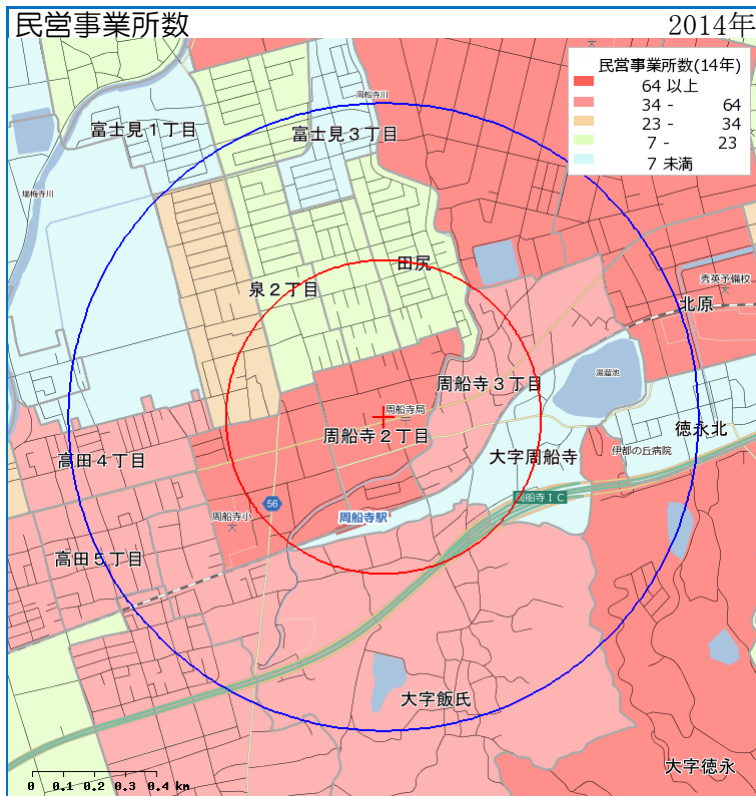 民営事業所数
2014年
民営事業所数(14年)
64 以上
34 - 64
23 - 34
7 - 23
7 未満
周船寺川
富士見１丁目
富士見３丁目
瑞梅寺川
田尻
泉２丁目
秀英予備校
北原
湯溜池
周船寺３丁目
周船寺局
周船寺２丁目
徳永北
大字周船寺
伊都の丘病院
高田４丁目
周船寺ＩＣ
56
周船寺小
周船寺駅
高田５丁目
大字飯氏
大字徳永
0 0.1 0.2 0.3 0.4 km